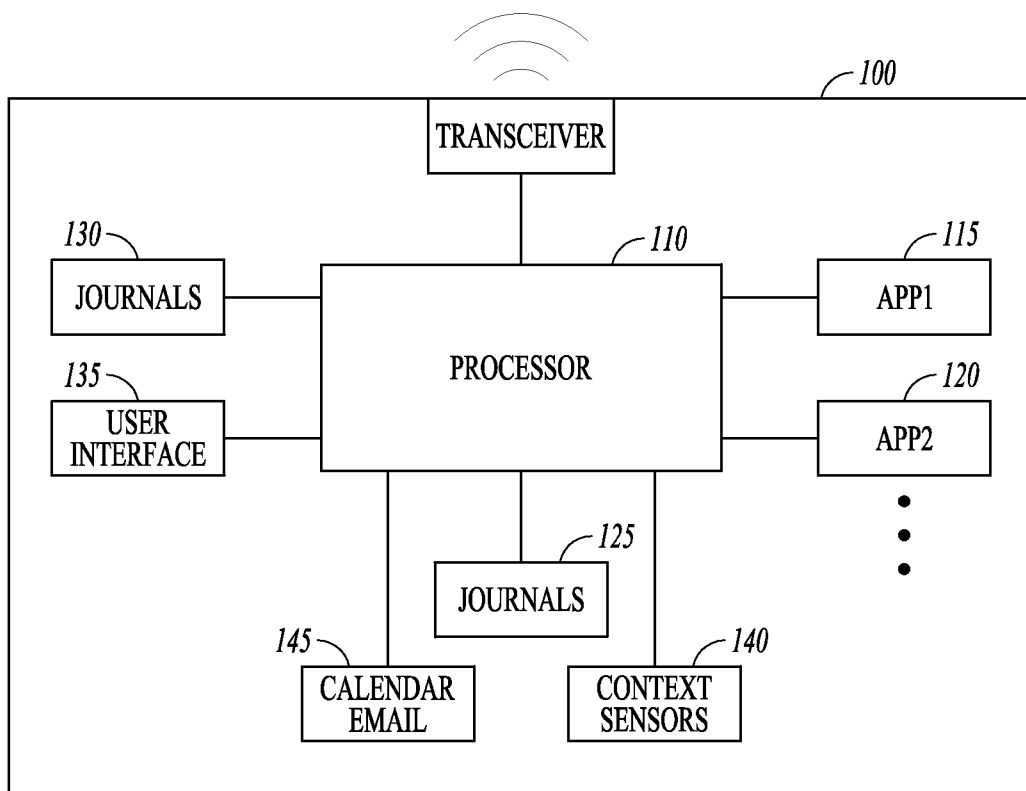 100
TRANSCEIVER
130
110
115
JOURNALS
APP1
PROCESSOR
135
120
USER
INTERFACE
APP2
125
JOURNALS
145
140
CALENDAR
EMAIL
CONTEXT
SENSORS